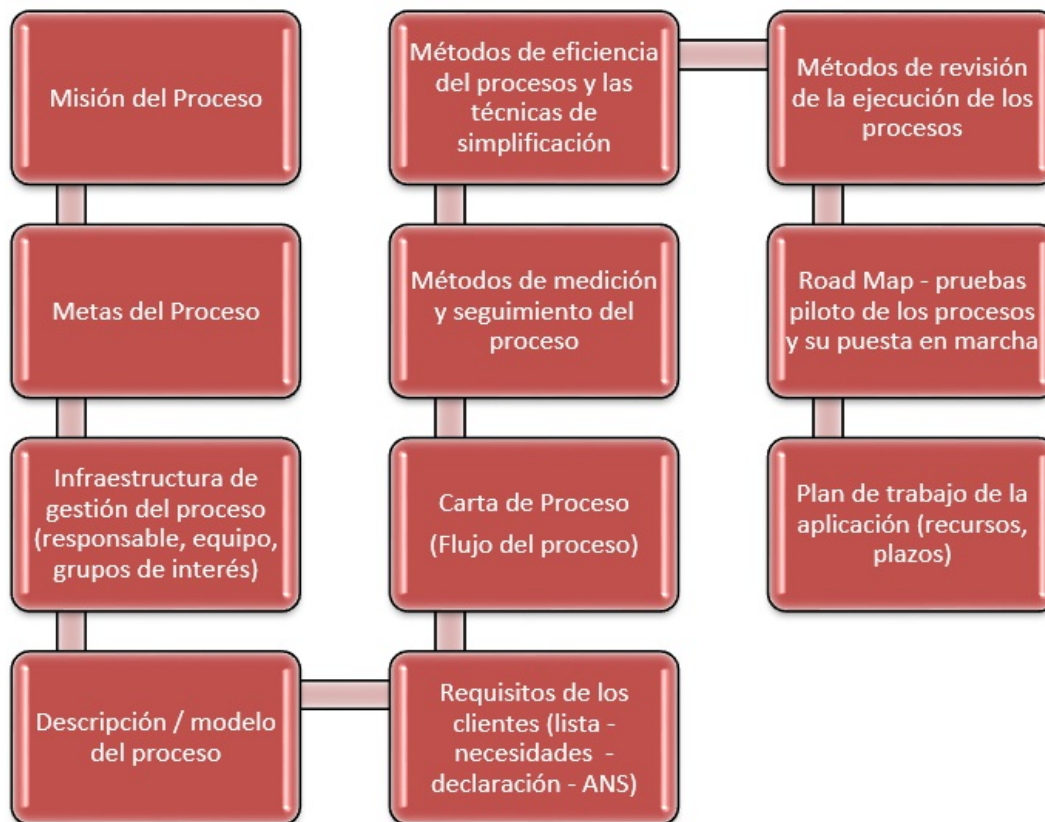 Misión del Proceso
Metas del Proceso
Infraestructura de
gestión del proceso
(responsable, equipo,
grupos de interés)
Descripción / modelo
del proceso
Requisitos de los
clientes (lista -
necesidades -
declaración - ANS)
Carta de Proceso
(Flujo del proceso)
Métodos de medición
y seguimiento del
proceso
Métodos de eficiencia
del procesos y las
técnicas de
simplificación
Métodos de revisión
de la ejecución de los
procesos
Road Map - pruebas
piloto de los procesos
y su puesta en marcha
Plan de trabajo de la
aplicación (recursos,
plazos)